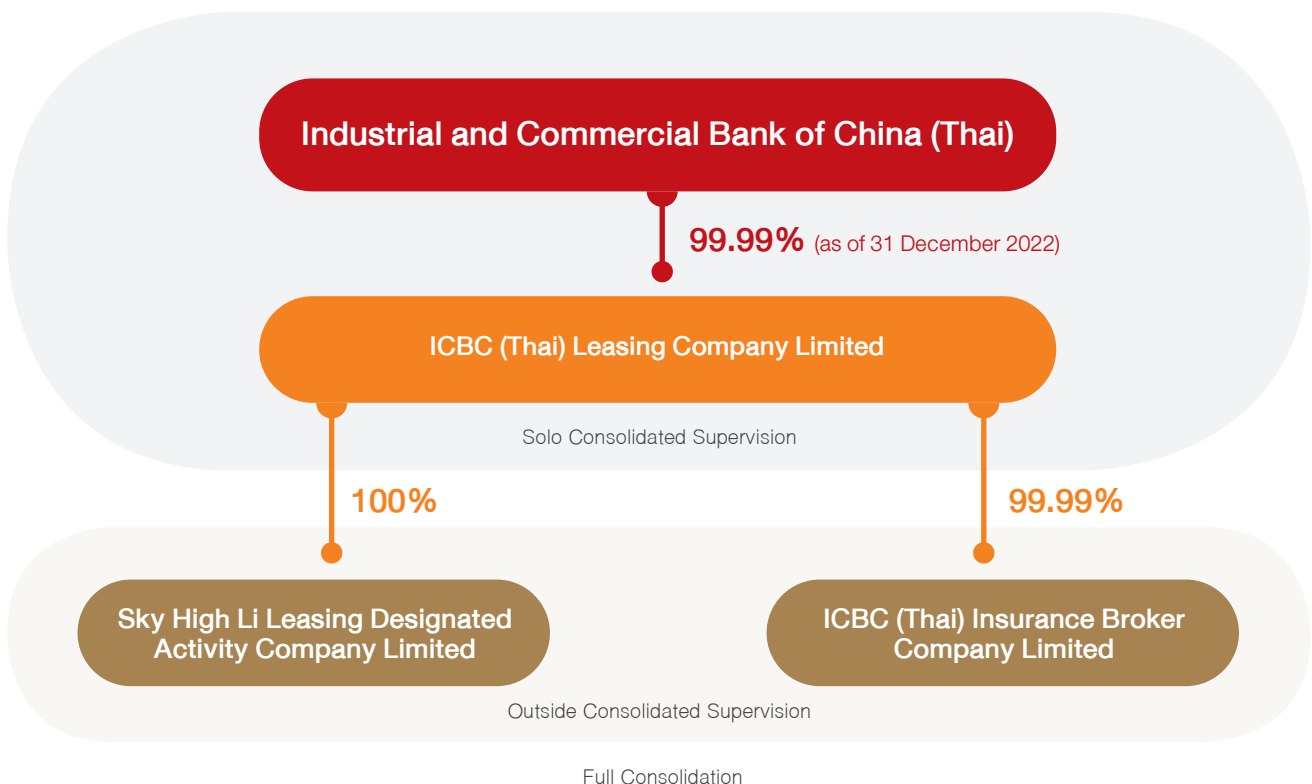 Industrial and Commercial Bank of China (Thai)
99.99% (as of 31 December 2022)
ICBC (Thai) Leasing Company Limited
Solo Consolidated Supervision
100%
99.99%
Sky High Li Leasing Designated
Activity Company Limited
ICBC (Thai) Insurance Broker
Company Limited
Outside Consolidated Supervision
Full Consolidation